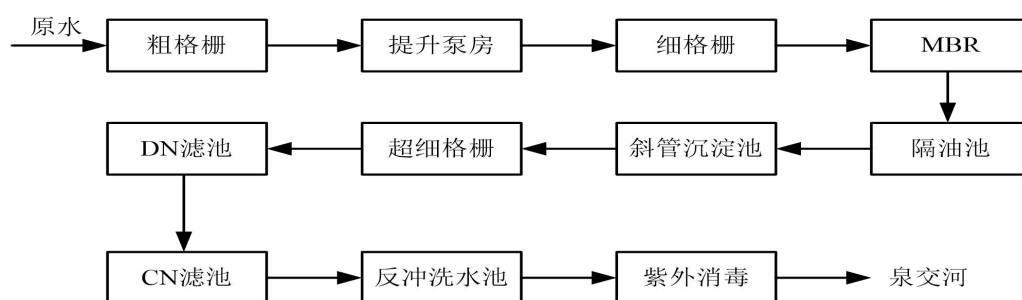 原水
粗格栅
提升泵房
细格栅
MBR
隔油池
斜管沉淀池
超细格栅
DN滤池
CN滤池
反冲洗水池
紫外消毒
泉交河